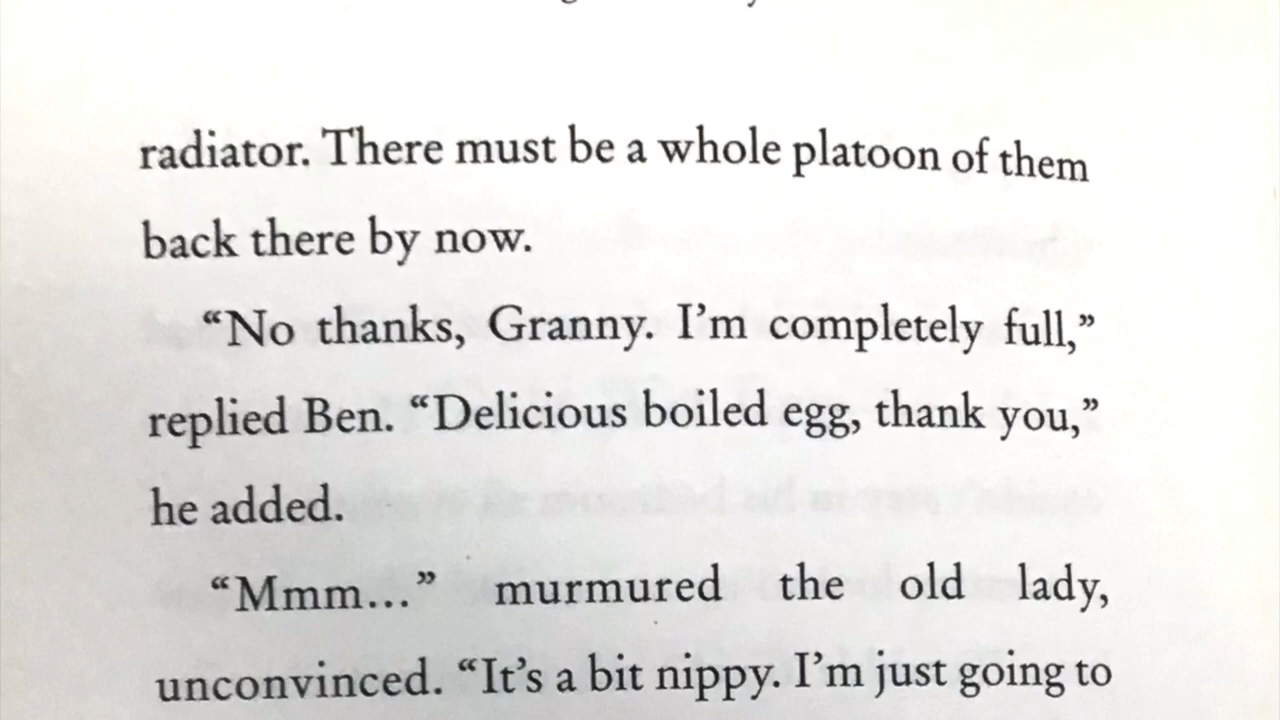 radiator. There must be a whole platoon of them
back there by now.
“No thanks, Granny. I’m completely full,”
replied Ben. “Delicious boiled egg, thank you,”
he added.
“Mmm…” murmured the old lady,
unconvinced. “It’s a bit nippy. I’m just going to